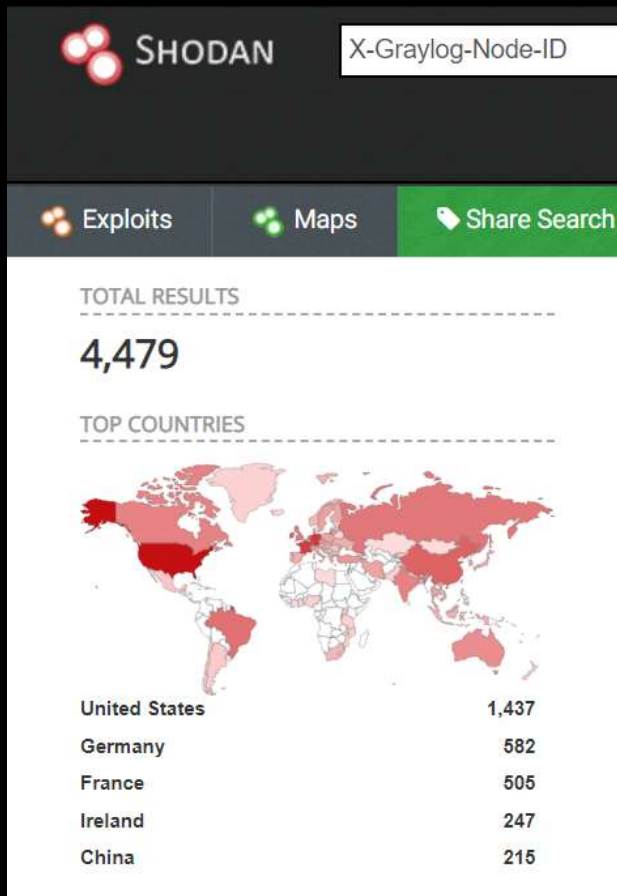 SHODAN
X-Graylog-Node-ID
Exploits
Maps
Share Search
TOTAL RESULTS
4,479
TOP COUNTRIES
United States 1,437
Germany 582
France 505
Ireland 247
China 215